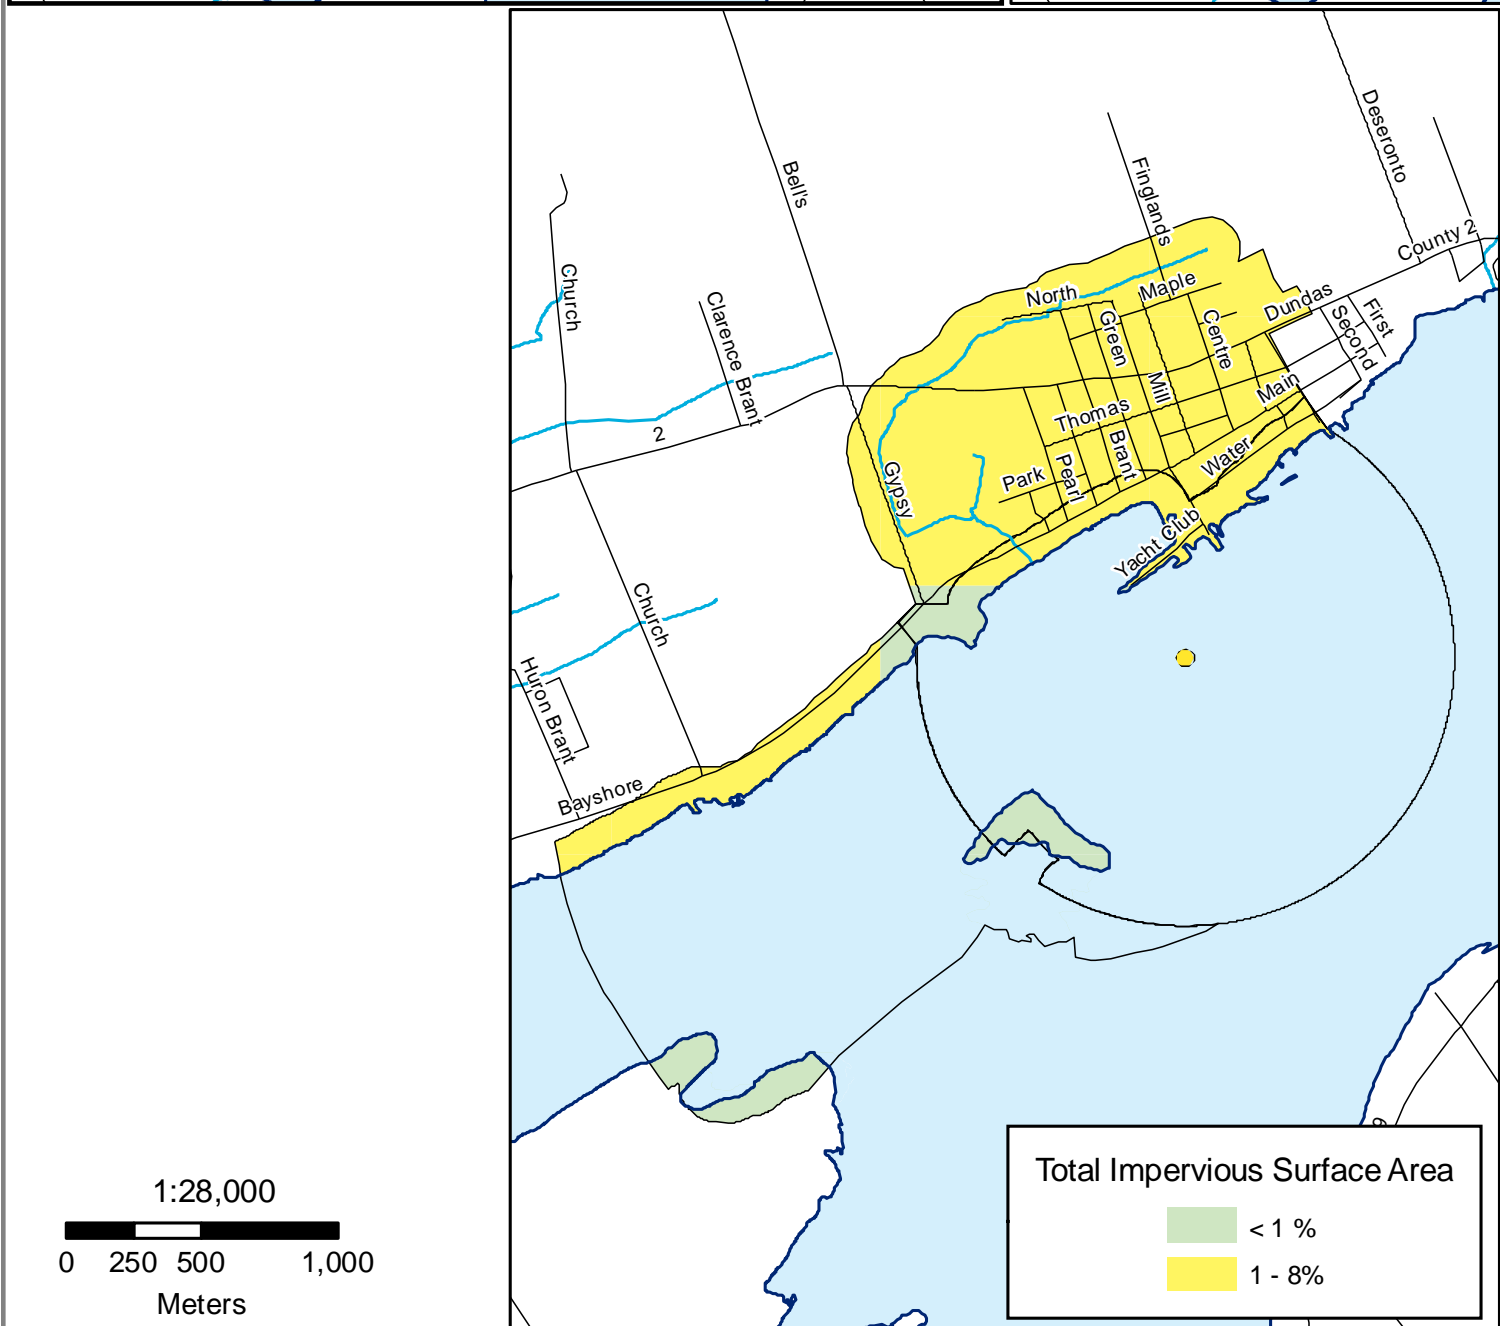 Deseronto
Bell's
Finglands
County 2
Church
North
Maple
Dundas
First
Second
Clarence Brant
Green
Centre
Mill
Main
Thomas
2
Brant
Water
Gypsy
Park
Pearl
Yacht Club
Church
Huron Brant
Bayshore
1:28,000
0 250 500 1,000
Meters
Total Impervious Surface Area
< 1 %
1 - 8%